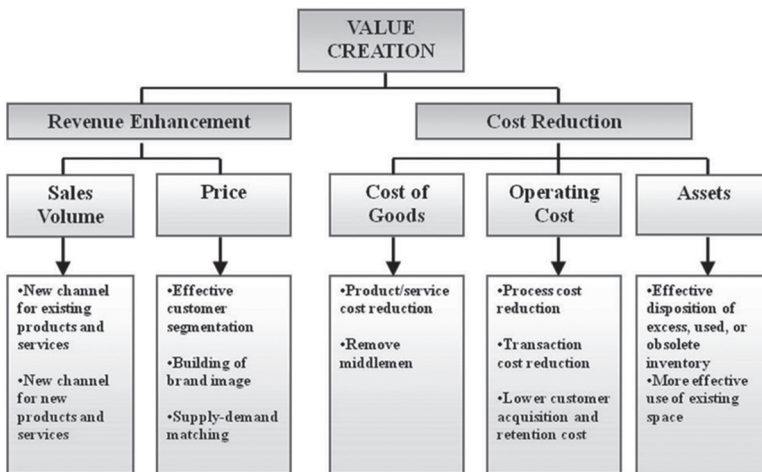 VALUE
CREATION
Revenue Enhancement
Cost Reduction
Sales
Volume
Price
Cost of
Goods
Operating
Cost
Assets
•New channel
for existing
products and
services
•New channel
for new
products and
services
•Effective
customer
segmentation
•Building of
brand image
•Supply-demand
matching
•Product/service
cost reduction
•Remove
middlemen
•Process cost
reduction
•Transaction
cost reduction
•Lower customer
acquisition and
retention cost
•Effective
disposition of
excess, used, or
obsolete
inventory
•More effective
use of existing
space